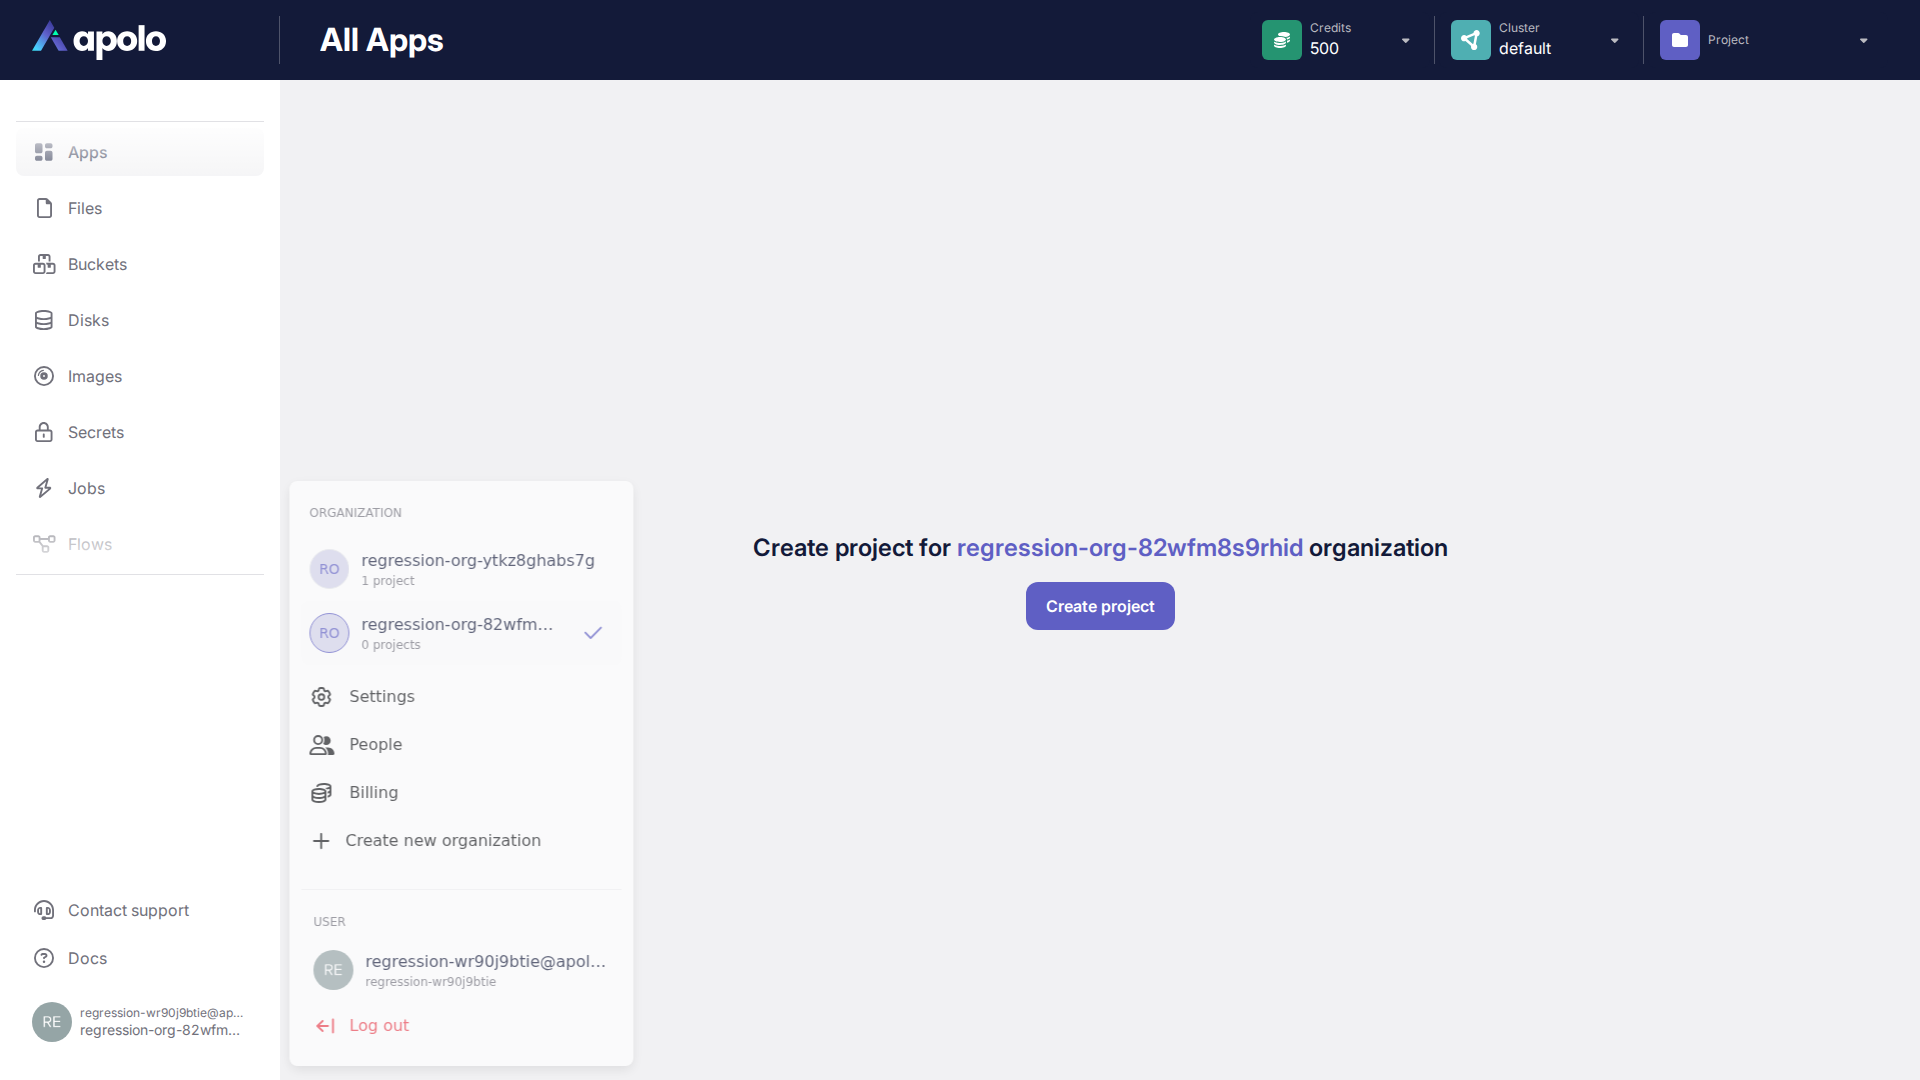 apolo
All Apps
Credits
500
Cluster
default
Project
Apps
Files
Buckets
Disks
Images
Secrets
Jobs
Flows
ORGANIZATION
RO
regression-org-ytkz8ghabs7g
1 project
RO
regression-org-82wfm...
0 projects
Settings
People
Billing
Create new organization
USER
RE
regression-wr90j9btie@apol...
regression-wr90j9btie
Log out
Create project for regression-org-82wfm8s9rhid organization
Create project
Contact support
Docs
RE
regression-wr90j9btie@ap...
regression-org-82wfm...